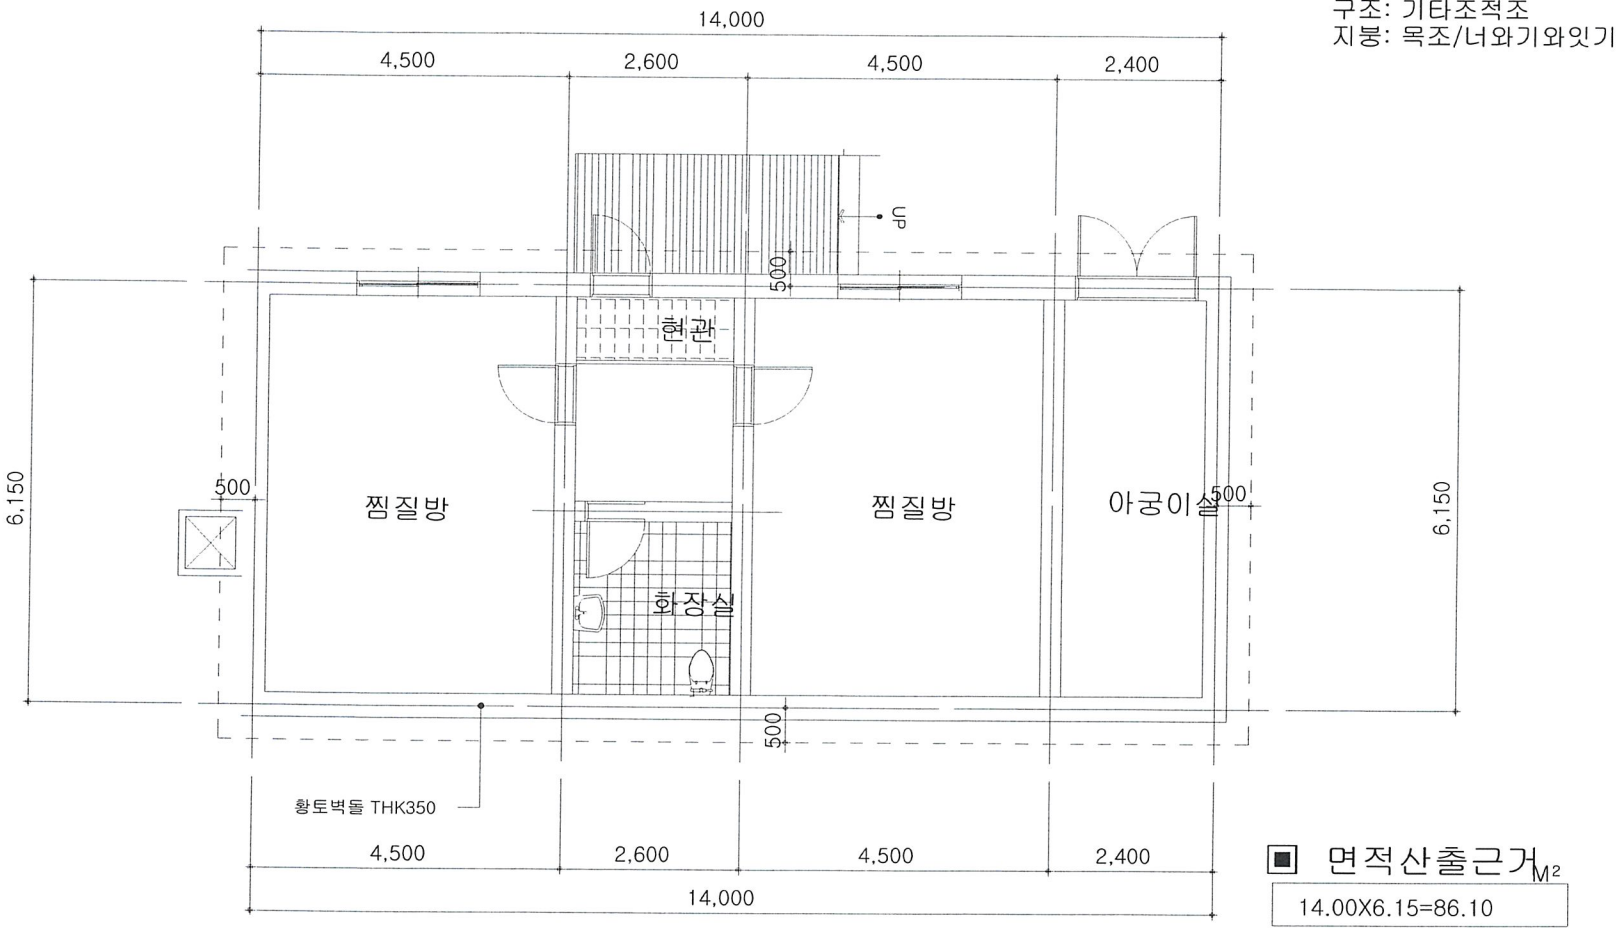 구조: 기타조적조
지붕: 목조/너와기와잇기
14,000
4,500 2,600 4,500 2,400
UP
500
현관
6,150
500
찜질방
찜질방
아궁이실
500
6,150
화장실
500
황토벽돌 THK350
4,500 2,600 4,500 2,400
14,000
면적산출근거 M²
14.00X6.15=86.10